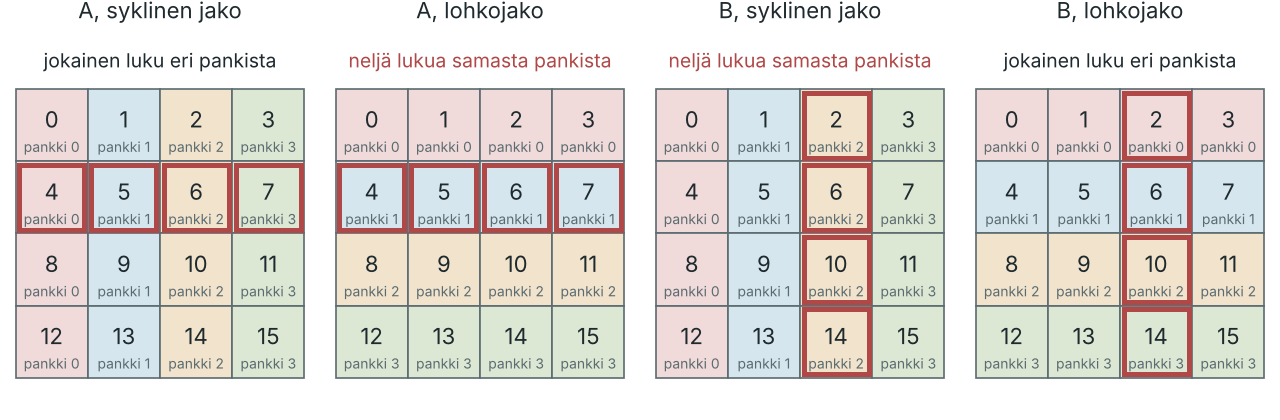 A, syklinen jako
jokainen luku eri pankista
0 1 2 3
pankki 0 pankki 1 pankki 2 pankki 3
4 5 6 7
pankki 0 pankki 1 pankki 2 pankki 3
8 9 10 11
pankki 0 pankki 1 pankki 2 pankki 3
12 13 14 15
pankki 0 pankki 1 pankki 2 pankki 3
A, lohkojako
neljä lukua samasta pankista
0 1 2 3
pankki 0 pankki 0 pankki 0 pankki 0
4 5 6 7
pankki 1 pankki 1 pankki 1 pankki 1
8 9 10 11
pankki 2 pankki 2 pankki 2 pankki 2
12 13 14 15
pankki 3 pankki 3 pankki 3 pankki 3
B, syklinen jako
neljä lukua samasta pankista
0 1 2 3
pankki 0 pankki 1 pankki 2 pankki 3
4 5 6 7
pankki 0 pankki 1 pankki 2 pankki 3
8 9 10 11
pankki 0 pankki 1 pankki 2 pankki 3
12 13 14 15
pankki 0 pankki 1 pankki 2 pankki 3
B, lohkojako
jokainen luku eri pankista
0 1 2 3
pankki 0 pankki 0 pankki 0 pankki 0
4 5 6 7
pankki 1 pankki 1 pankki 1 pankki 1
8 9 10 11
pankki 2 pankki 2 pankki 2 pankki 2
12 13 14 15
pankki 3 pankki 3 pankki 3 pankki 3